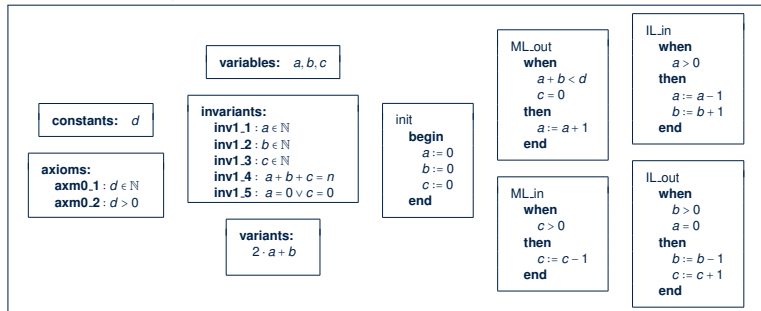 constants: d
axioms:
axm0_1 : d ∈ ℕ
axm0_2 : d > 0
variables: a, b, c
invariants:
inv1_1 : a ∈ ℕ
inv1_2 : b ∈ ℕ
inv1_3 : c ∈ ℕ
inv1_4 : a + b + c = n
inv1_5 : a = 0 ∨ c = 0
variants:
2 · a + b
init
begin
a := 0
b := 0
c := 0
end
ML_out
when
a + b < d
c = 0
then
a := a + 1
end
ML_in
when
c > 0
then
c := c − 1
end
IL_in
when
a > 0
then
a := a − 1
b := b + 1
end
IL_out
when
b > 0
a = 0
then
b := b − 1
c := c + 1
end